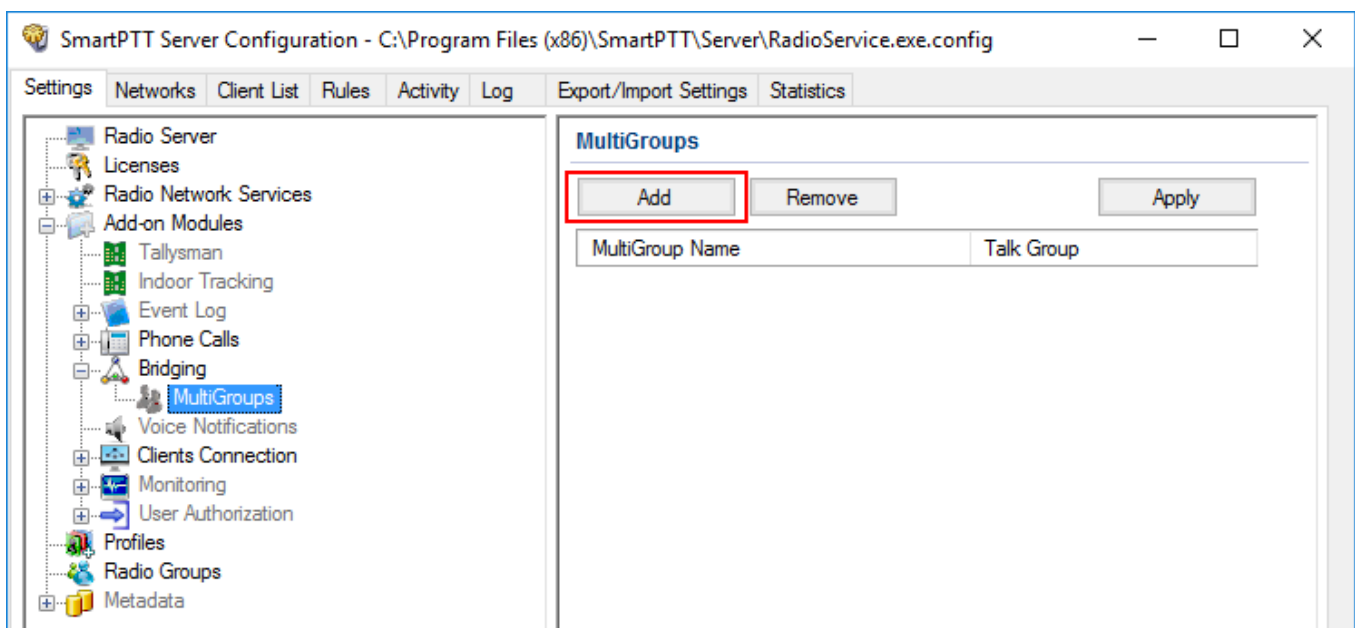 SmartPTT Server Configuration - C:\Program Files (x86)\SmartPTT\Server\RadioService.exe.config
Settings Networks Client List Rules Activity Log Export/Import Settings Statistics
Radio Server
Licenses
Radio Network Services
Add-on Modules
Tallysman
Indoor Tracking
Event Log
Phone Calls
Bridging
MultiGroups
Voice Notifications
Clients Connection
Monitoring
User Authorization
Profiles
Radio Groups
Metadata
MultiGroups
Add Remove Apply
MultiGroup Name Talk Group